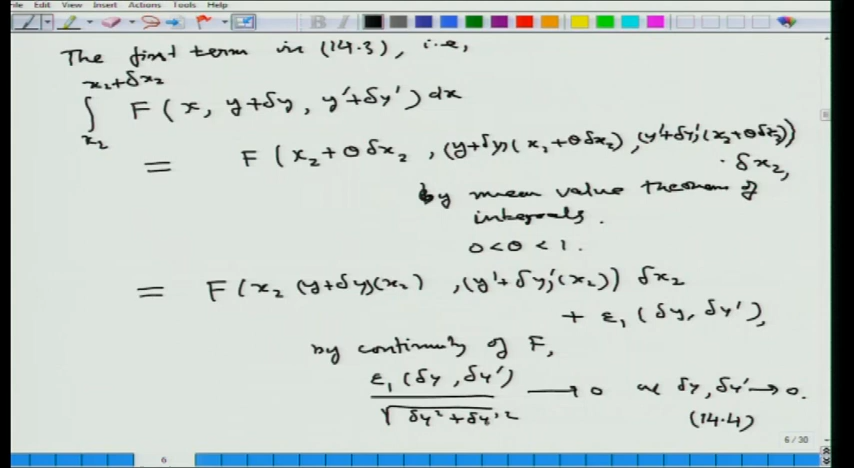 File Edit View Insert Actions Tools Help
The first term in (14.3), i.e,
∫_{x₂}^{x₂+δx₂} F(x, y+δy, y'+δy') dx
= F(x₂+θδx₂, (y+δy)(x₂+θδx₂), (y'+δy')(x₂+θδx₂))
· δx₂,
by mean value theorem of
integrals.
0<θ<1.
= F(x₂ (y+δy)(x₂), (y'+δy')(x₂)) δx₂
+ ε₁(δy, δy'),
by continuity of F,
ε₁(δy, δy') / √(δy²+δy'²) → 0 as δy, δy' → 0.
(14.4)
6 / 30
6